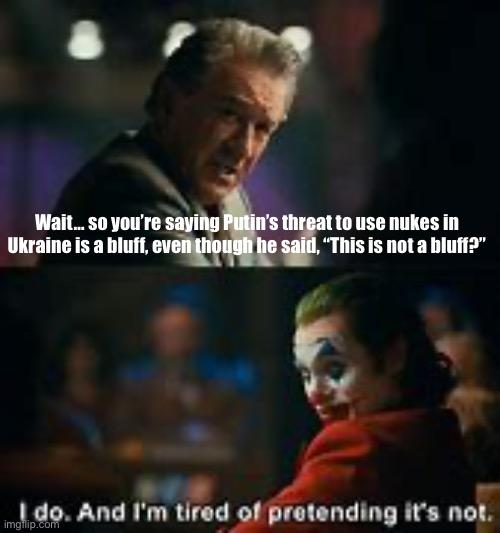 Wait... so you’re saying Putin’s threat to use nukes in
Ukraine is a bluff, even though he said, “This is not a bluff?”
I do. And I'm tired of pretending it's not.
imgflip.com